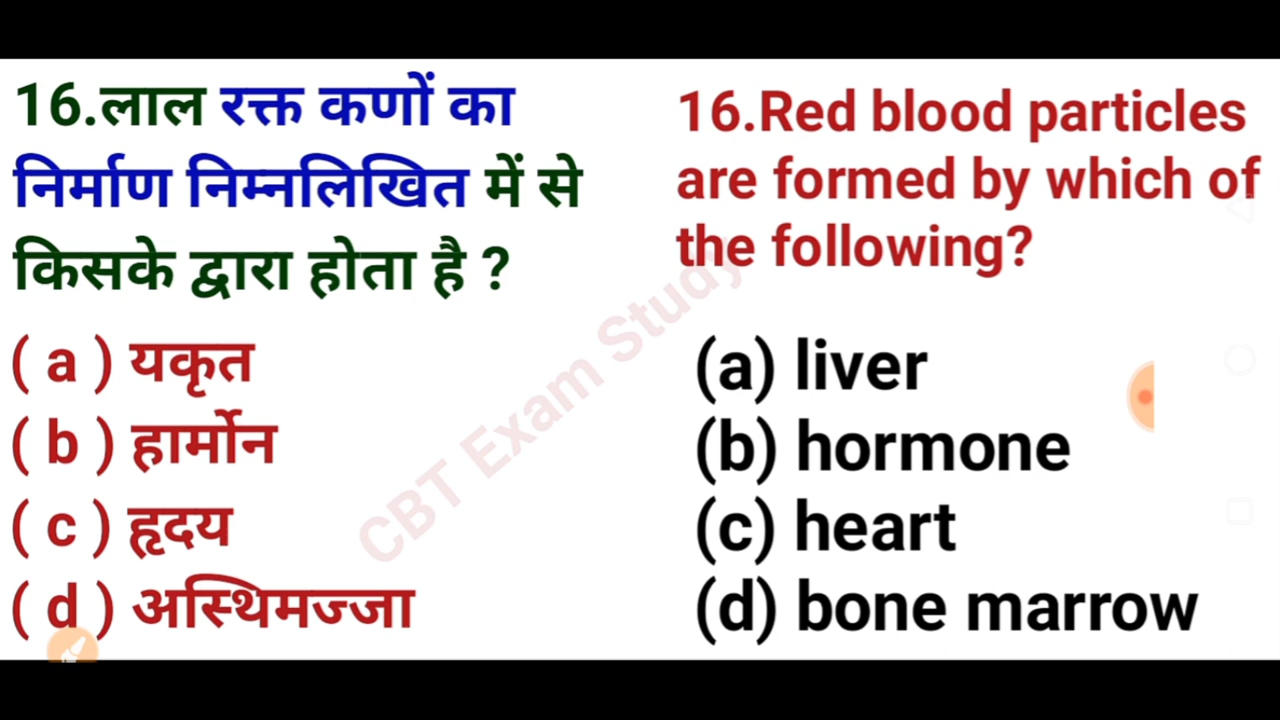 16.लाल रक्त कणों का
निर्माण निम्नलिखित में से
किसके द्वारा होता है ?
( a ) यकृत
( b ) हार्मोन
( c ) हृदय
( d ) अस्थिमज्जा
16.Red blood particles
are formed by which of
the following?
(a) liver
(b) hormone
(c) heart
(d) bone marrow
CBT Exam Study